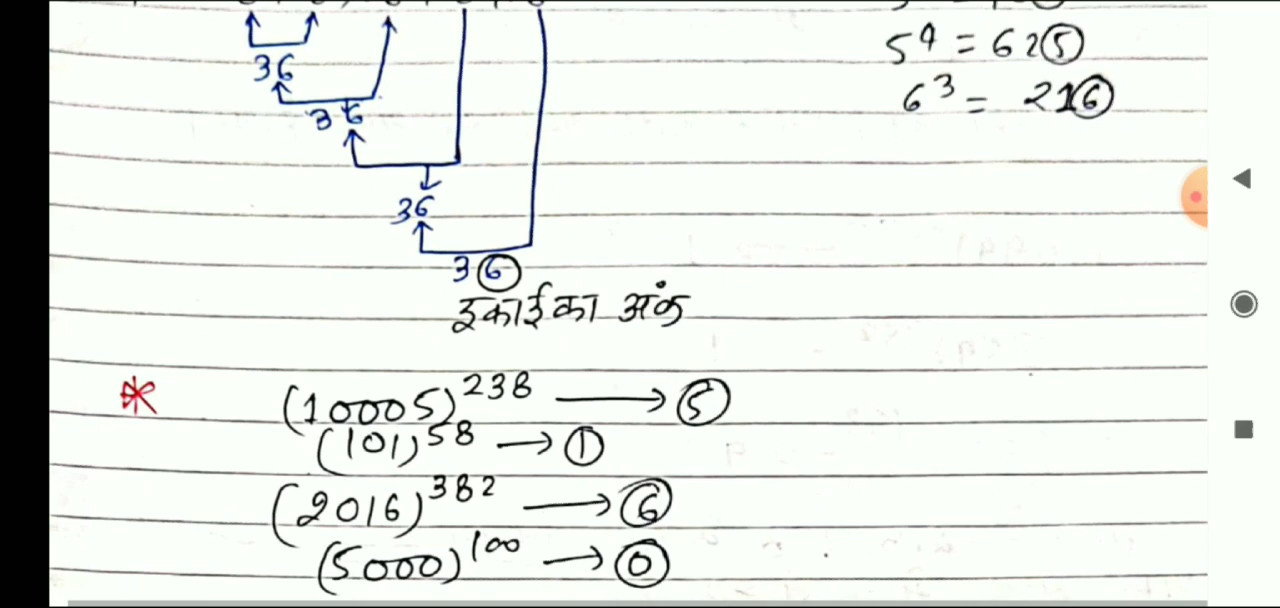 5⁴ = 625
6³ = 216
36
36
36
36
इकाई का अंक
* (10005)²³⁸ → 5
(101)⁵⁸ → 1
(2016)³⁸² → 6
(5000)¹⁰⁰ → 0